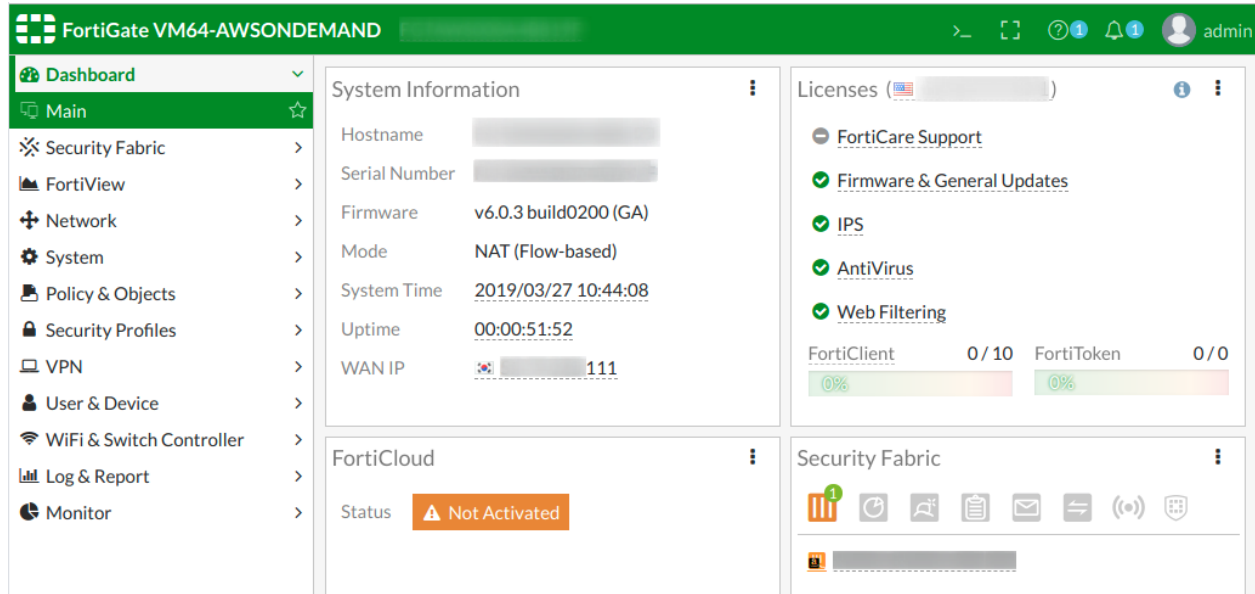 FortiGate VM64-AWSONDEMAND
>_ 1 1 admin
Dashboard
Main
Security Fabric
FortiView
Network
System
Policy & Objects
Security Profiles
VPN
User & Device
WiFi & Switch Controller
Log & Report
Monitor
System Information
Hostname
Serial Number
Firmware v6.0.3 build0200 (GA)
Mode NAT (Flow-based)
System Time 2019/03/27 10:44:08
Uptime 00:00:51:52
WAN IP 111
Licenses ( )
FortiCare Support
Firmware & General Updates
IPS
AntiVirus
Web Filtering
FortiClient 0 / 10 FortiToken 0 / 0
0% 0%
FortiCloud
Status Not Activated
Security Fabric
1